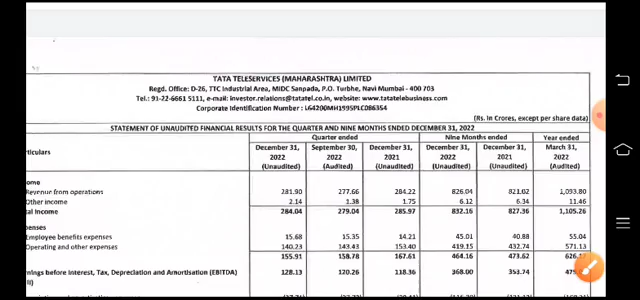 TATA TELESERVICES (MAHARASHTRA) LIMITED
Regd. Office: D-26, TTC Industrial Area, MIDC Sanpada, P.O. Turbhe, Navi Mumbai - 400 703
Tel.: 91-22-6661 5111, e-mail: investor.relations@tatatel.co.in, website: www.tatatelebusiness.com
Corporate Identification Number : L64200MH1995PLC086354
(Rs. in Crores, except per share data)
STATEMENT OF UNAUDITED FINANCIAL RESULTS FOR THE QUARTER AND NINE MONTHS ENDED DECEMBER 31, 2022
Quarter ended Nine Months ended Year ended
rticulars December 31, 2022 (Unaudited) September 30, 2022 (Audited) December 31, 2021 (Unaudited) December 31, 2022 (Unaudited) December 31, 2021 (Unaudited) March 31, 2022 (Audited)
ome
Revenue from operations 281.90 277.66 284.22 826.04 821.02 1,093.80
Other income 2.14 1.38 1.75 6.12 6.34 11.46
tal Income 284.04 279.04 285.97 832.16 827.36 1,105.26
penses
Employee benefits expenses 15.68 15.35 14.21 45.01 40.88 55.04
Operating and other expenses 140.23 143.43 153.40 419.15 432.74 571.13
155.91 158.78 167.61 464.16 473.62 626.
nings before Interest, Tax, Depreciation and Amortisation (EBITDA) 128.13 120.26 118.36 368.00 353.74